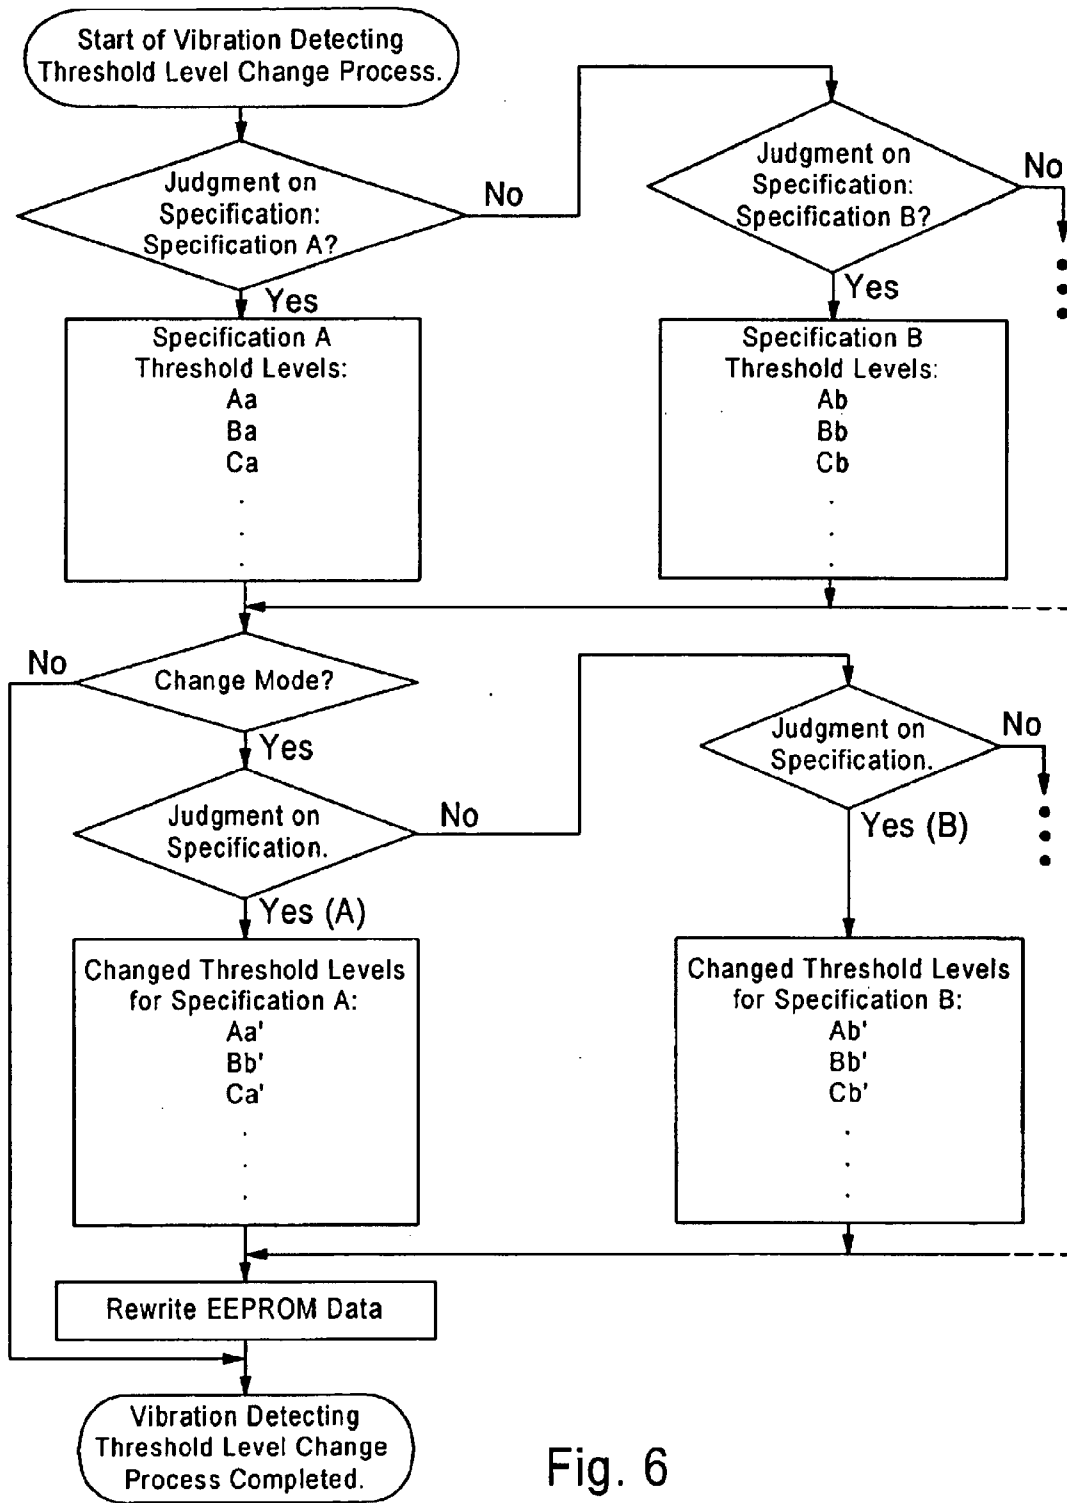 Start of Vibration Detecting
Threshold Level Change Process.
Judgment on
Specification:
Specification A?
No
Yes
Judgment on
Specification:
Specification B?
No
Yes
Specification A
Threshold Levels:
Aa
Ba
Ca
.
.
.
Specification B
Threshold Levels:
Ab
Bb
Cb
.
.
.
Change Mode?
No
Yes
Judgment on
Specification.
No
Yes (A)
Judgment on
Specification.
No
Yes (B)
Changed Threshold Levels
for Specification A:
Aa'
Bb'
Ca'
.
.
.
Changed Threshold Levels
for Specification B:
Ab'
Bb'
Cb'
.
.
.
Rewrite EEPROM Data
Vibration Detecting
Threshold Level Change
Process Completed.
Fig. 6